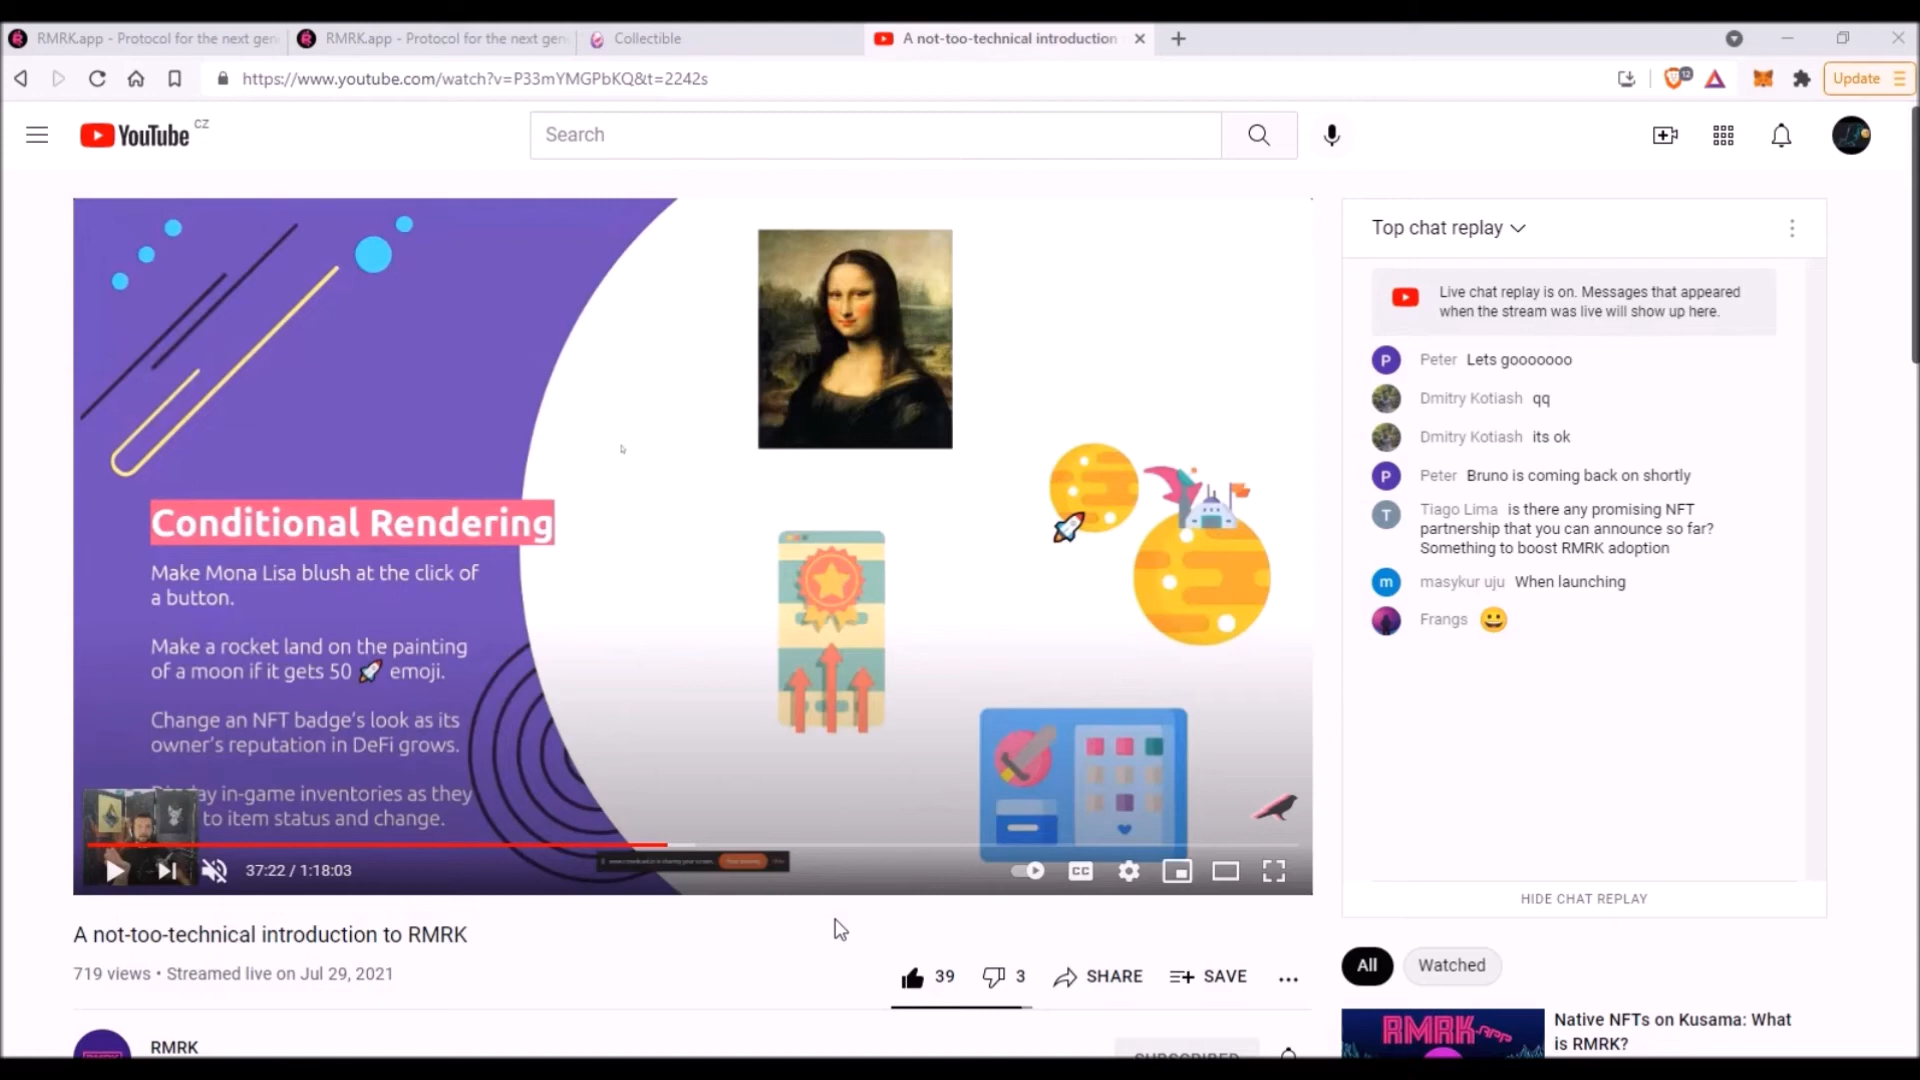 RMRK.app - Protocol for the next gen
RMRK.app - Protocol for the next gen
Collectible
A not-too-technical introduction
https://www.youtube.com/watch?v=P33mYMGPbKQ&t=2242s
12
Update
YouTube CZ
Search
Conditional Rendering
Make Mona Lisa blush at the click of
a button.
Make a rocket land on the painting
of a moon if it gets 50 🚀 emoji.
Change an NFT badge's look as its
owner's reputation in DeFi grows.
ay in-game inventories as they
to item status and change.
37:22 / 1:18:03
CC
Top chat replay
Live chat replay is on. Messages that appeared
when the stream was live will show up here.
P Peter Lets gooooooo
Dmitry Kotiash qq
Dmitry Kotiash its ok
P Peter Bruno is coming back on shortly
T Tiago Lima is there any promising NFT
partnership that you can announce so far?
Something to boost RMRK adoption
m masykur uju When launching
Frangs 😀
HIDE CHAT REPLAY
A not-too-technical introduction to RMRK
719 views • Streamed live on Jul 29, 2021
39 3 SHARE SAVE
All Watched
RMRK
SUBSCRIBED
RMRK.app
Native NFTs on Kusama: What
is RMRK?